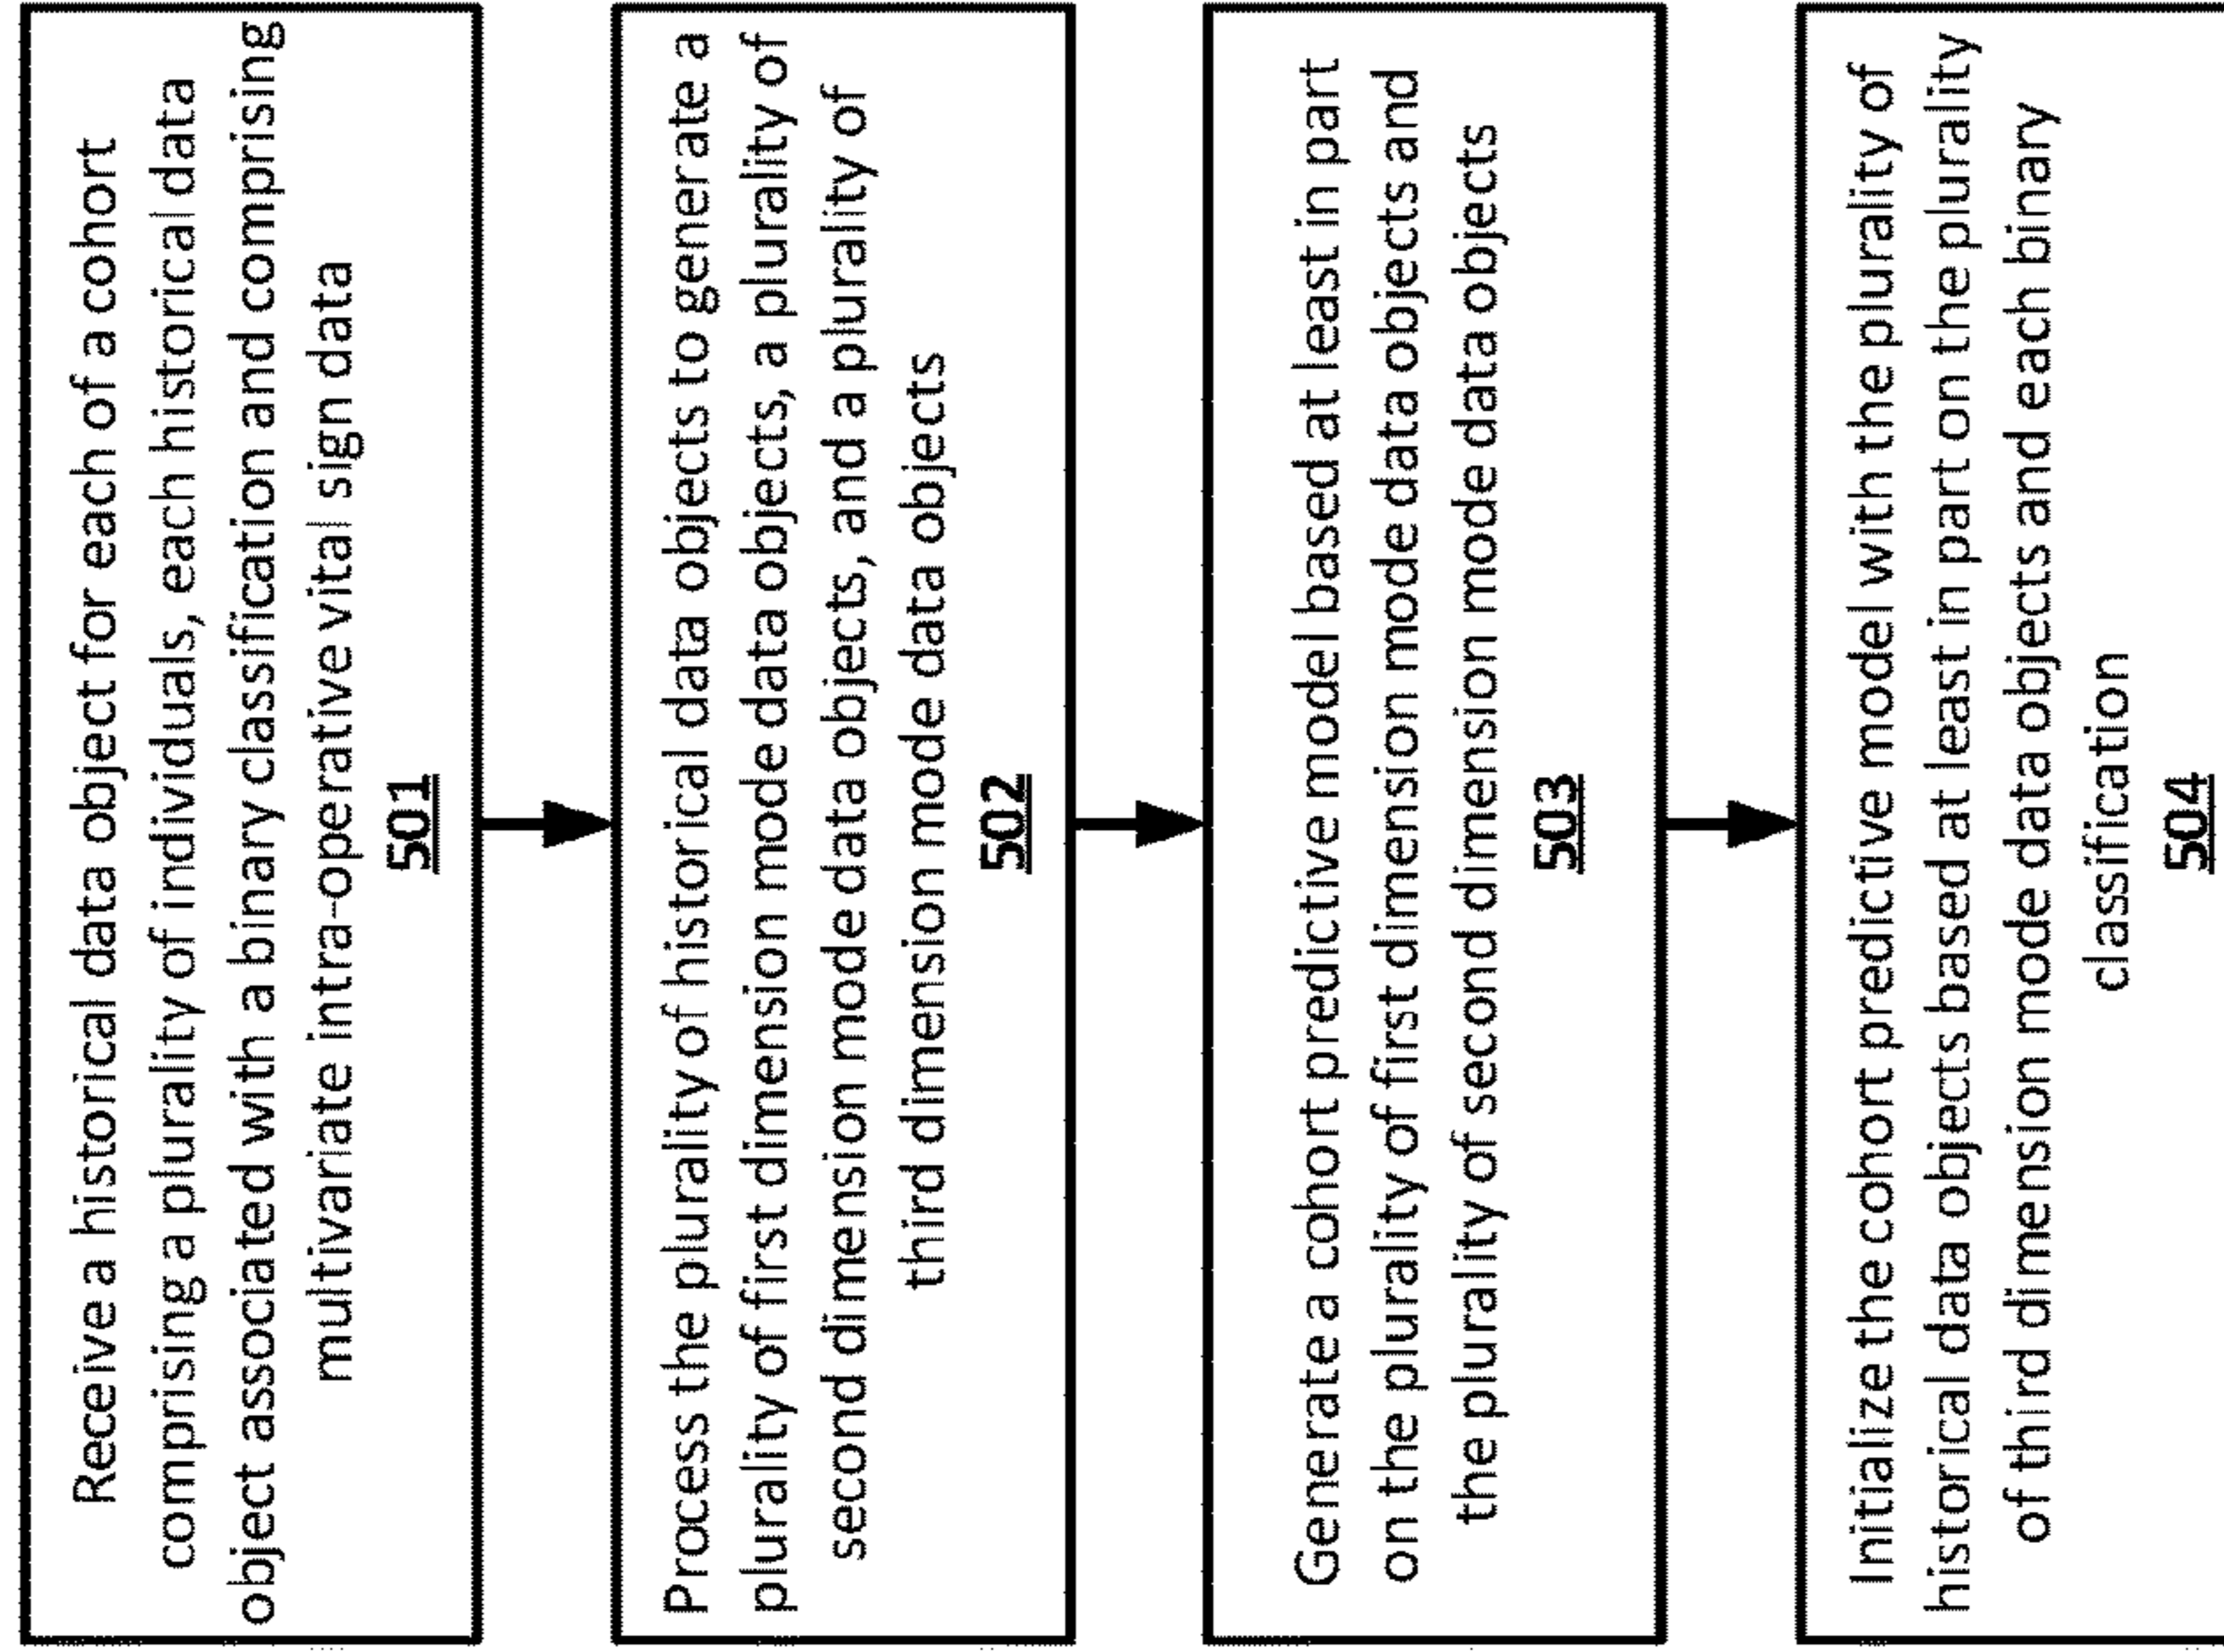 Receive a historical data object for each of a cohort
comprising a plurality of individuals, each historical data
object associated with a binary classification and comprising
multivariate intra-operative vital sign data
501
Process the plurality of historical data objects to generate a
plurality of first dimension mode data objects, a plurality of
second dimension mode data objects, and a plurality of
third dimension mode data objects
502
Generate a cohort predictive model based at least in part
on the plurality of first dimension mode data objects and
the plurality of second dimension mode data objects
503
Initialize the cohort predictive model with the plurality of
historical data objects based at least in part on the plurality
of third dimension mode data objects and each binary
classification
504